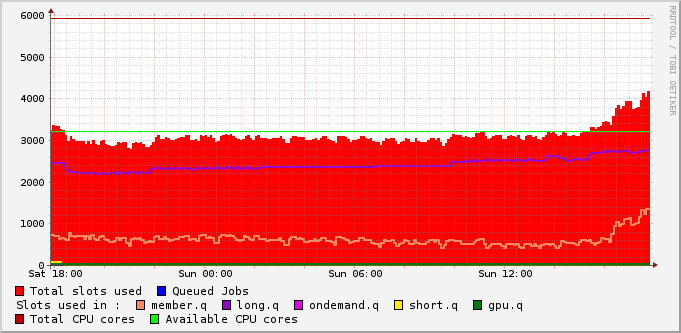 6000
5000
4000
3000
2000
1000
0
Sat 18:00 Sun 00:00 Sun 06:00 Sun 12:00
RRDTOOL / TOBI OETIKER
Total slots used Queued Jobs
Slots used in : member.q long.q ondemand.q short.q gpu.q
Total CPU cores Available CPU cores